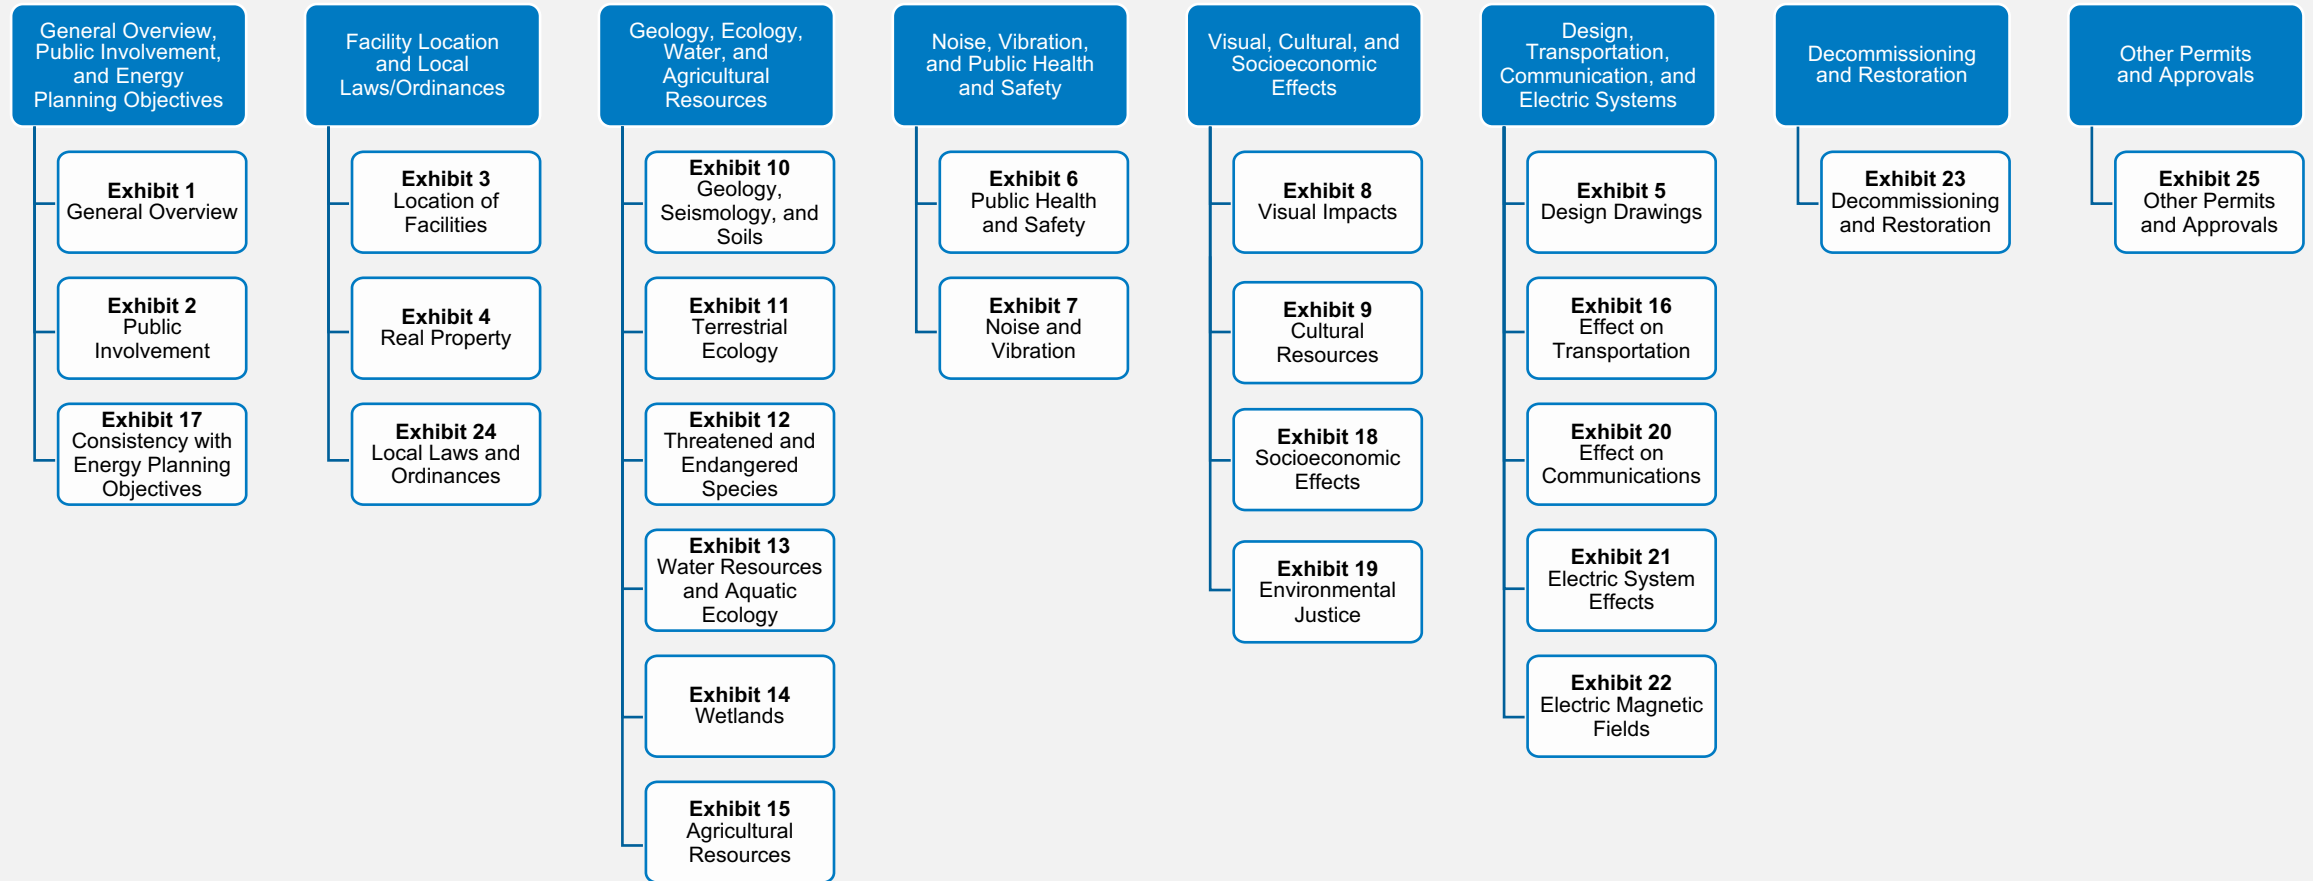 General Overview,
Public Involvement,
and Energy
Planning Objectives
Exhibit 1
General Overview
Exhibit 2
Public
Involvement
Exhibit 17
Consistency with
Energy Planning
Objectives
Facility Location
and Local
Laws/Ordinances
Exhibit 3
Location of
Facilities
Exhibit 4
Real Property
Exhibit 24
Local Laws and
Ordinances
Geology, Ecology,
Water, and
Agricultural
Resources
Exhibit 10
Geology,
Seismology, and
Soils
Exhibit 11
Terrestrial
Ecology
Exhibit 12
Threatened and
Endangered
Species
Exhibit 13
Water Resources
and Aquatic
Ecology
Exhibit 14
Wetlands
Exhibit 15
Agricultural
Resources
Noise, Vibration,
and Public Health
and Safety
Exhibit 6
Public Health
and Safety
Exhibit 7
Noise and
Vibration
Visual, Cultural, and
Socioeconomic
Effects
Exhibit 8
Visual Impacts
Exhibit 9
Cultural
Resources
Exhibit 18
Socioeconomic
Effects
Exhibit 19
Environmental
Justice
Design,
Transportation,
Communication, and
Electric Systems
Exhibit 5
Design Drawings
Exhibit 16
Effect on
Transportation
Exhibit 20
Effect on
Communications
Exhibit 21
Electric System
Effects
Exhibit 22
Electric Magnetic
Fields
Decommissioning
and Restoration
Exhibit 23
Decommissioning
and Restoration
Other Permits
and Approvals
Exhibit 25
Other Permits
and Approvals